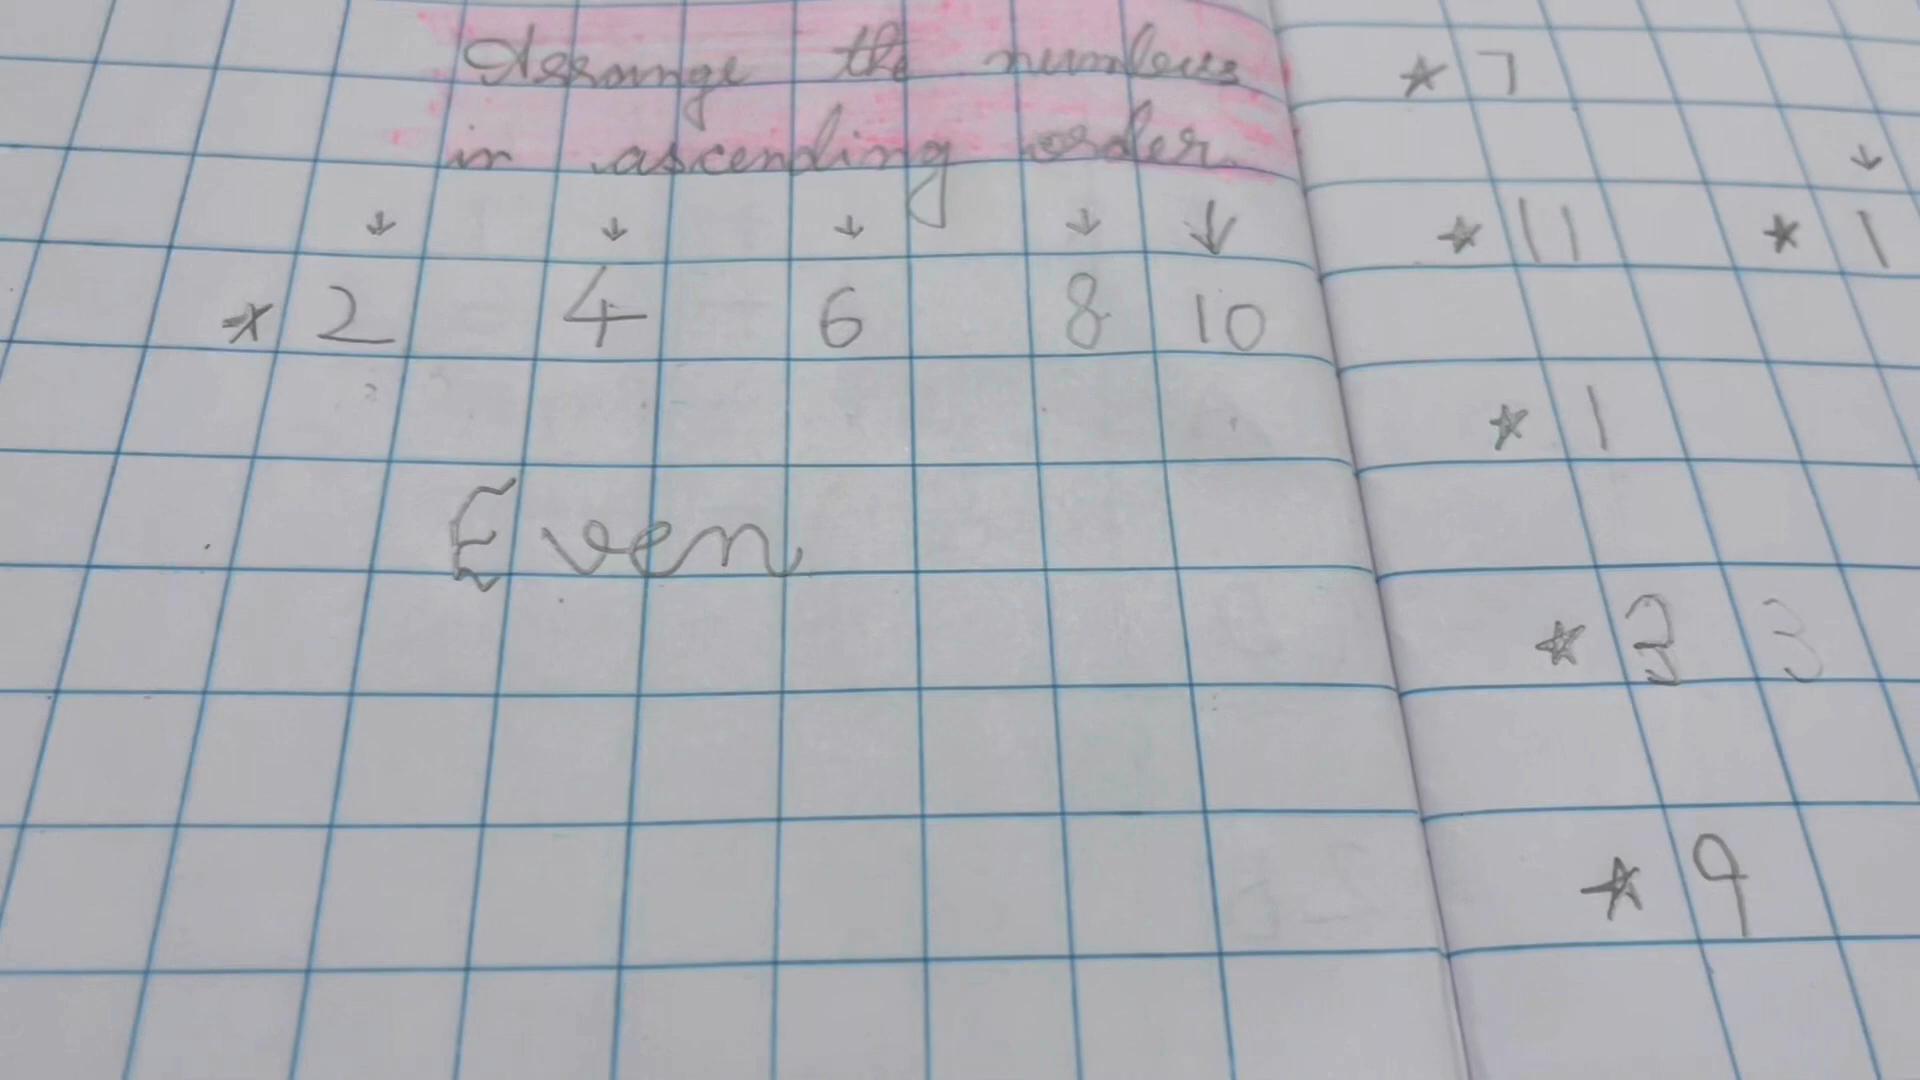 Arrange the numbers
in ascending order.
↓ ↓ ↓ ↓ ↓
* 2 4 6 8 10
Even
* 7
↓
* 11 * 1
* 1
* 3 3
* 9